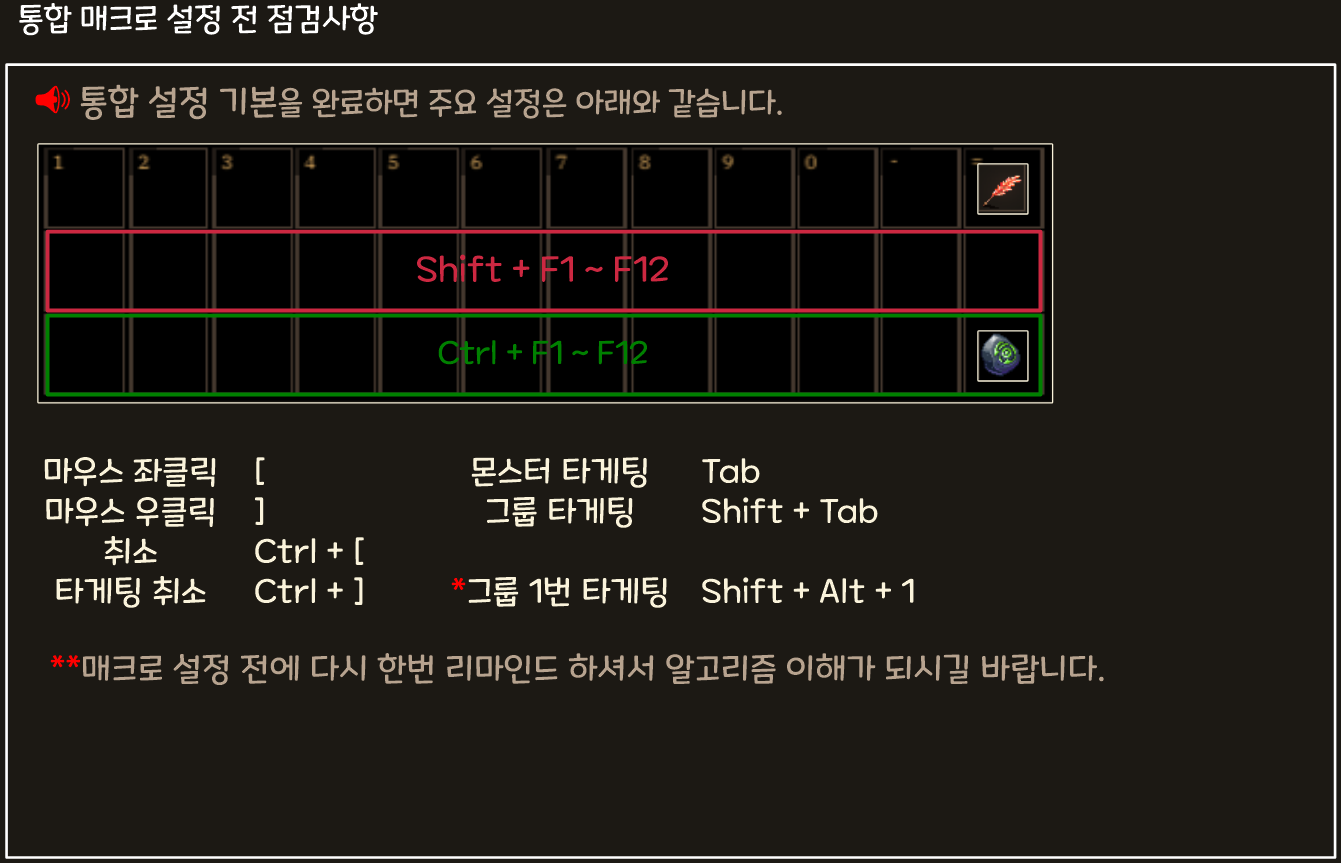 통합 매크로 설정 전 점검사항
통합 설정 기본을 완료하면 주요 설정은 아래와 같습니다.
1 2 3 4 5 6 7 8 9 0 - =
Shift + F1 ~ F12
Ctrl + F1 ~ F12
마우스 좌클릭 [ 몬스터 타게팅 Tab
마우스 우클릭 ] 그룹 타게팅 Shift + Tab
취소 Ctrl + [
타게팅 취소 Ctrl + ] *그룹 1번 타게팅 Shift + Alt + 1
**매크로 설정 전에 다시 한번 리마인드 하셔서 알고리즘 이해가 되시길 바랍니다.